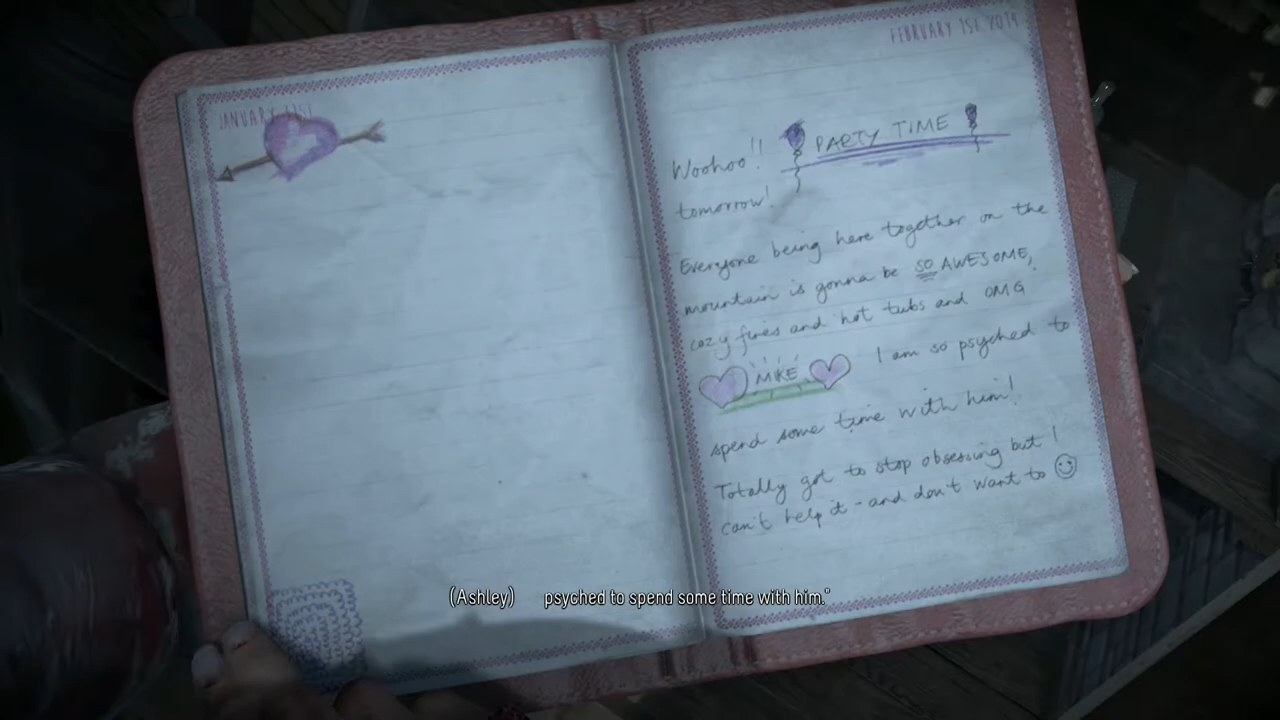 JANUARY 31ST
FEBRUARY 1ST 2014
Woohoo!! PARTY TIME
tomorrow!
Everyone being here together on the
mountain is gonna be SO AWESOME,
cozy fires and hot tubs and OMG
MIKE I am so psyched to
spend some time with him!
Totally got to stop obsessing but I
can't help it - and don't want to
(Ashley) psyched to spend some time with him."